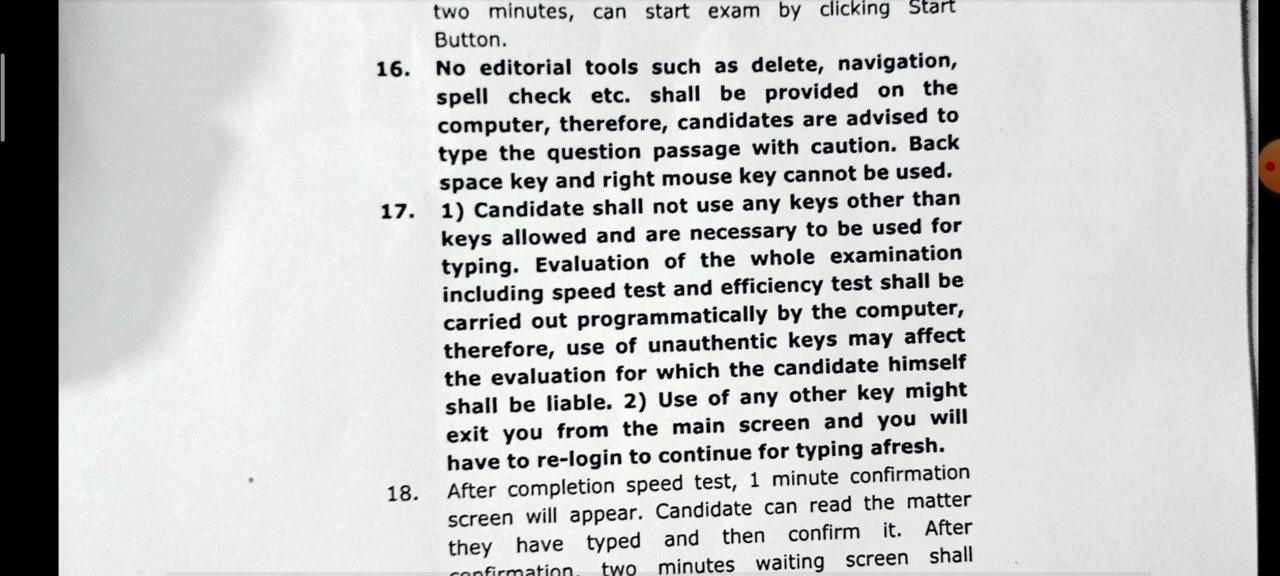 two minutes, can start exam by clicking Start
Button.
16. No editorial tools such as delete, navigation,
spell check etc. shall be provided on the
computer, therefore, candidates are advised to
type the question passage with caution. Back
space key and right mouse key cannot be used.
17. 1) Candidate shall not use any keys other than
keys allowed and are necessary to be used for
typing. Evaluation of the whole examination
including speed test and efficiency test shall be
carried out programmatically by the computer,
therefore, use of unauthentic keys may affect
the evaluation for which the candidate himself
shall be liable. 2) Use of any other key might
exit you from the main screen and you will
have to re-login to continue for typing afresh.
18. After completion speed test, 1 minute confirmation
screen will appear. Candidate can read the matter
they have typed and then confirm it. After
confirmation, two minutes waiting screen shall